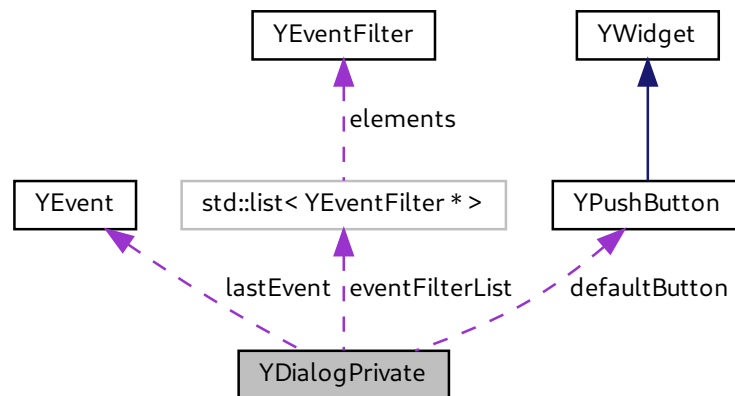 YEventFilter
YWidget
elements
YEvent
std::list< YEventFilter * >
YPushButton
lastEvent
eventFilterList
defaultButton
YDialogPrivate